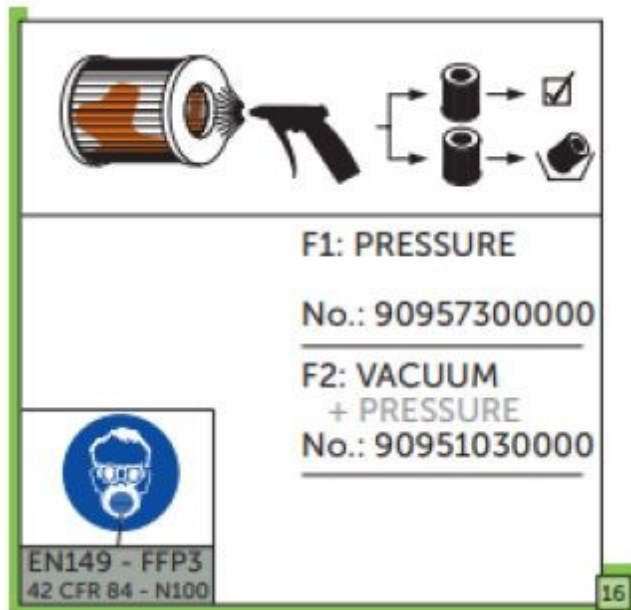 F1: PRESSURE
No.: 90957300000
F2: VACUUM
+ PRESSURE
No.: 90951030000
EN149 - FFP3
42 CFR 84 - N100
16